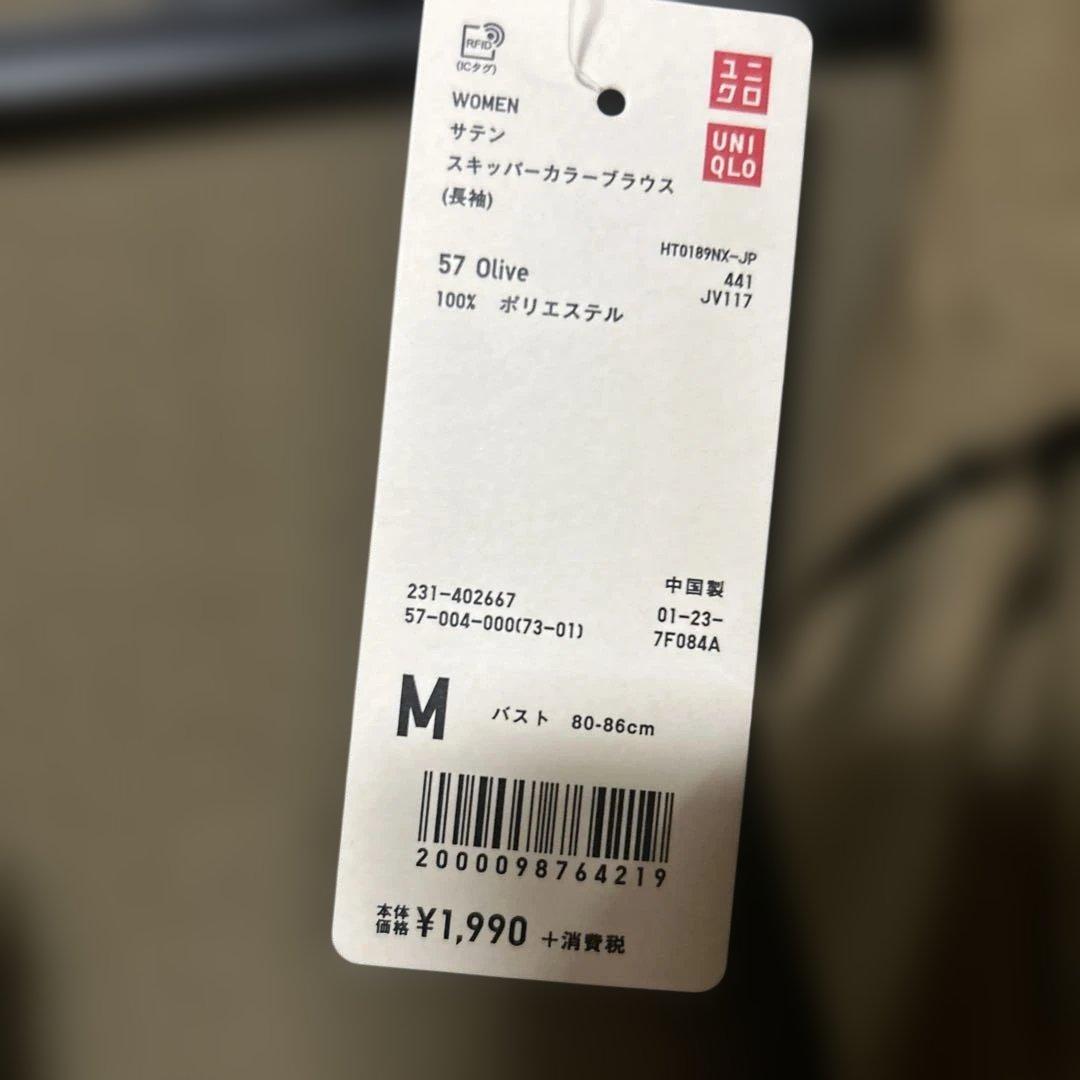 RFID
(ICタグ)
ユニ
クロ
UNI
QLO
WOMEN
サテン
スキッパーカラーブラウス
(長袖)
HT0189NX-JP
441
JV117
57 Olive
100% ポリエステル
231-402667
57-004-000(73-01)
中国製
01-23-
7F084A
M バスト 80-86cm
2000098764219
本体
価格 ¥1,990 +消費税